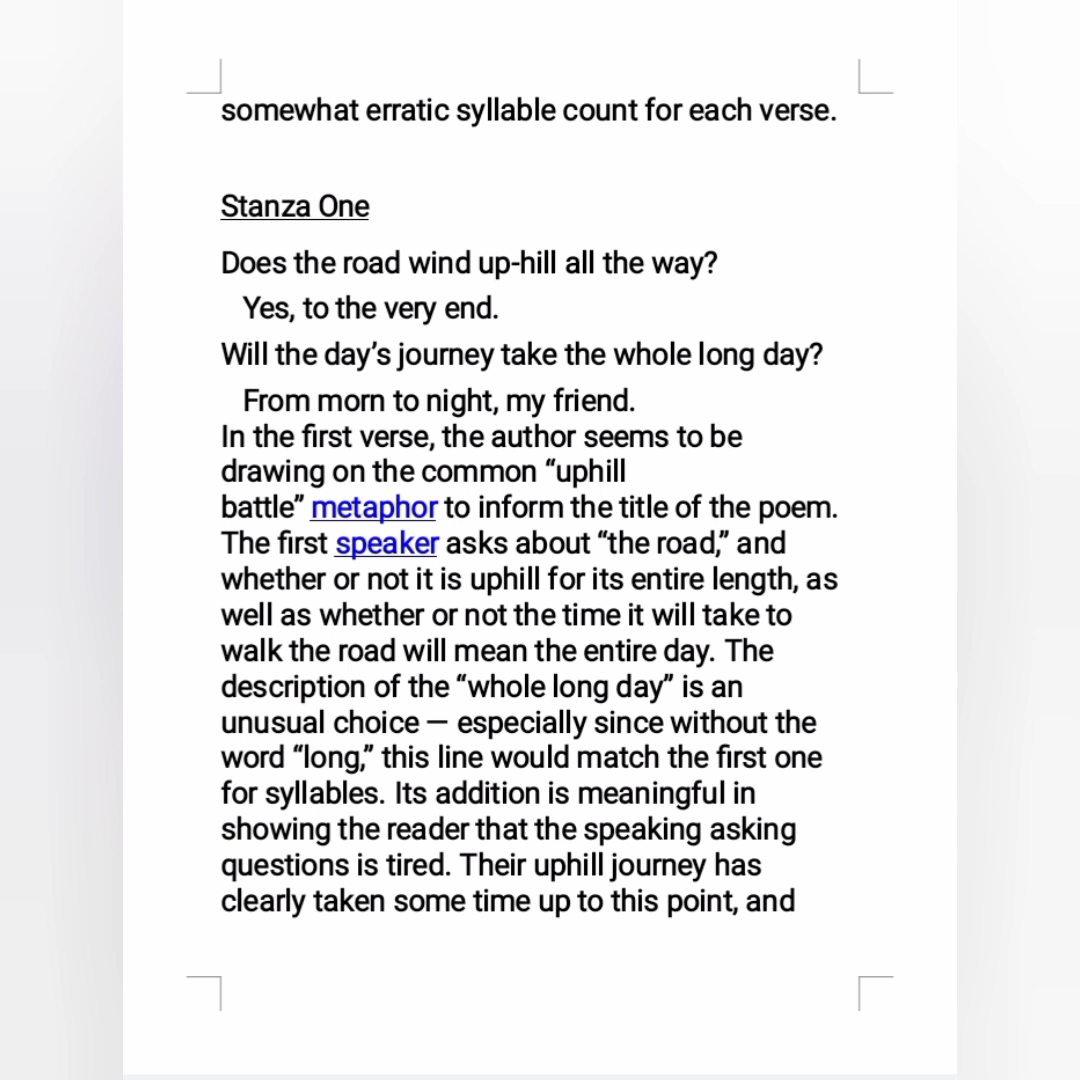 somewhat erratic syllable count for each verse.
Stanza One
Does the road wind up-hill all the way?
Yes, to the very end.
Will the day’s journey take the whole long day?
From morn to night, my friend.
In the first verse, the author seems to be
drawing on the common “uphill
battle” metaphor to inform the title of the poem.
The first speaker asks about “the road,” and
whether or not it is uphill for its entire length, as
well as whether or not the time it will take to
walk the road will mean the entire day. The
description of the “whole long day” is an
unusual choice — especially since without the
word “long,” this line would match the first one
for syllables. Its addition is meaningful in
showing the reader that the speaking asking
questions is tired. Their uphill journey has
clearly taken some time up to this point, and